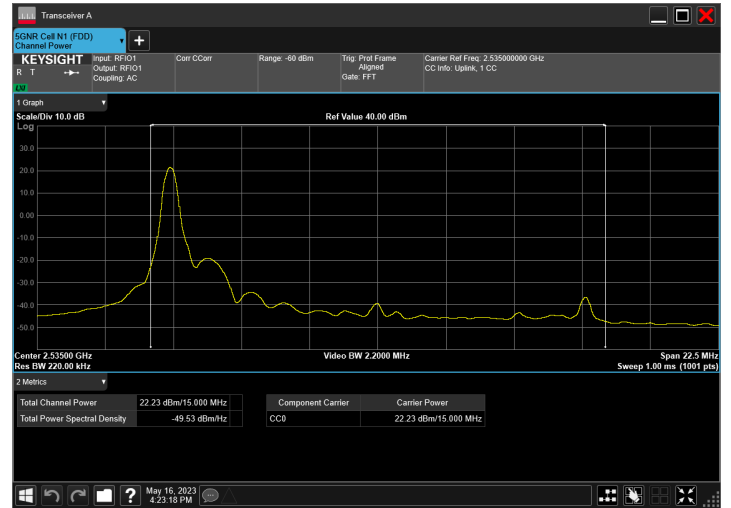 Transceiver A
5GNR Cell N1 (FDD)
Channel Power
KEYSIGHT
R T
LXI
Input: RFIO1
Output: RFIO1
Coupling: AC
Corr CCorr
Range: -60 dBm
Trig: Prot Frame
Aligned
Gate: FFT
Carrier Ref Freq: 2.535000000 GHz
CC Info: Uplink, 1 CC
1 Graph
Scale/Div 10.0 dB
Ref Value 40.00 dBm
Log
30.0
20.0
10.0
0.00
-10.0
-20.0
-30.0
-40.0
-50.0
Center 2.53500 GHz
Video BW 2.2000 MHz
Span 22.5 MHz
Res BW 220.00 kHz
Sweep 1.00 ms (1001 pts)
2 Metrics
Total Channel Power 22.23 dBm/15.000 MHz
Total Power Spectral Density -49.53 dBm/Hz
Component Carrier Carrier Power
CC0 22.23 dBm/15.000 MHz
May 16, 2023
4:23:18 PM